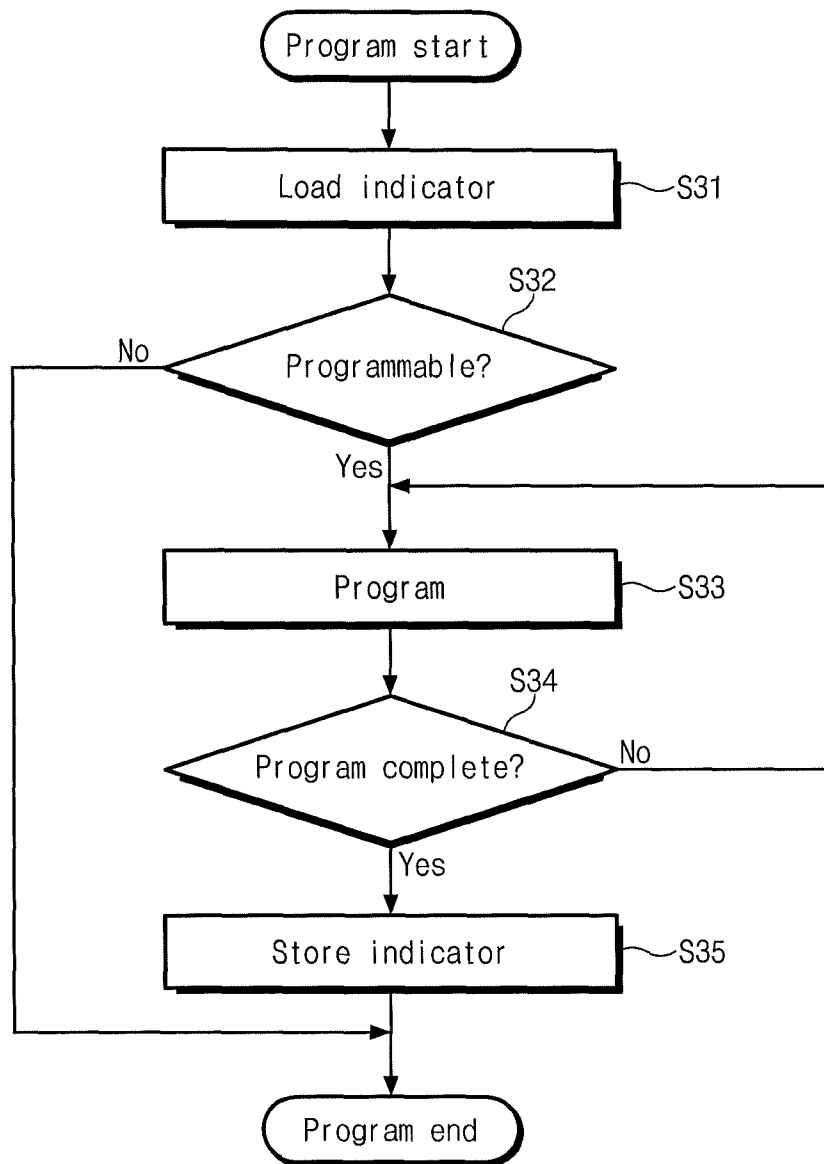 Program start
Load indicator
S31
S32
No
Programmable?
Yes
Program
S33
S34
Program complete?
No
Yes
Store indicator
S35
Program end